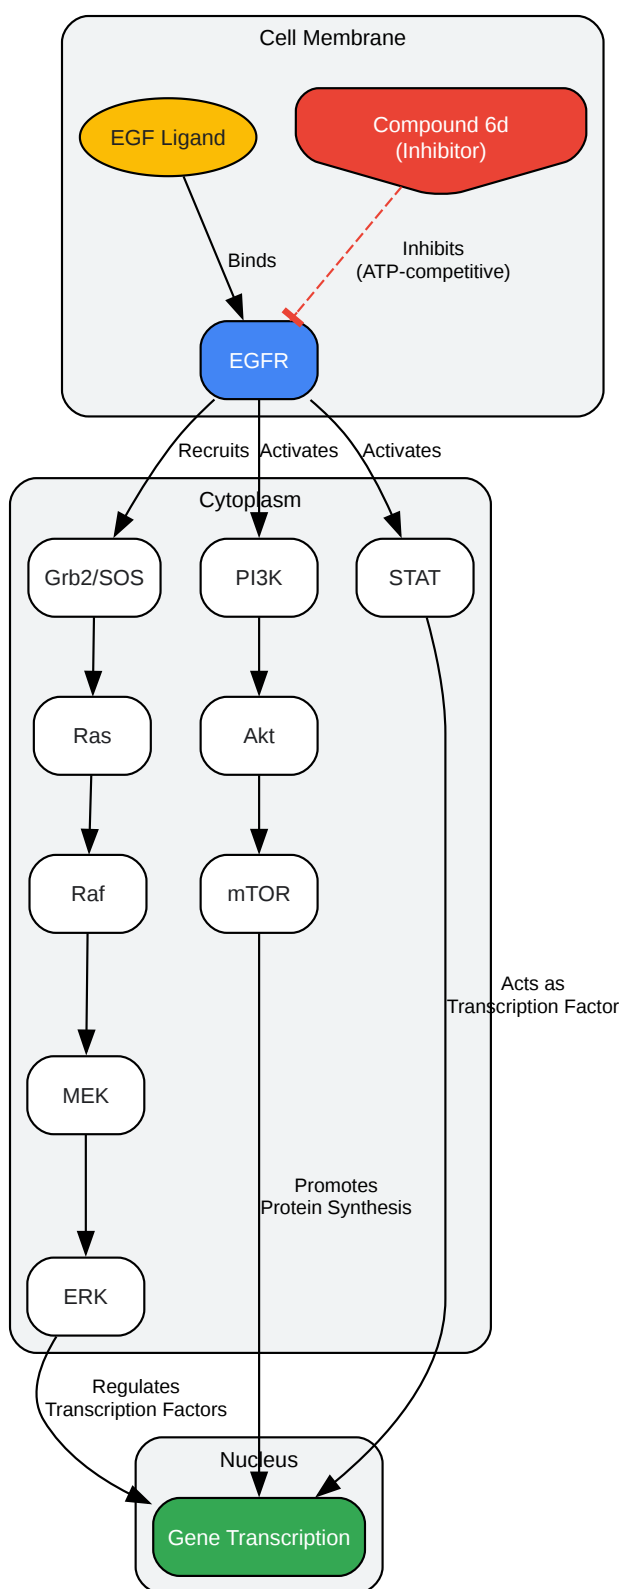 Cell Membrane
EGF Ligand
Compound 6d
(Inhibitor)
Binds
Inhibits
(ATP-competitive)
EGFR
Recruits
Activates
Activates
Cytoplasm
Grb2/SOS
PI3K
STAT
Ras
Akt
Raf
mTOR
Acts as
Transcription Factor
MEK
Promotes
Protein Synthesis
ERK
Regulates
Transcription Factors
Nucleus
Gene Transcription